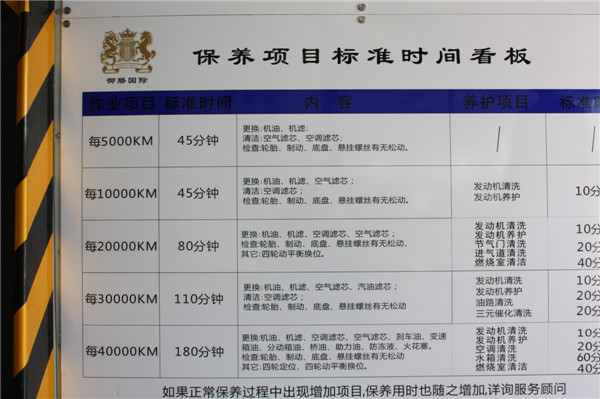 御腾国际
保养项目标准时间看板
作业项目 标准时间 内 容 养护项目 标准
每5000KM 45分钟
更换:机油、机滤;
清洁:空气滤芯、空调滤芯;
检查:轮胎、制动、底盘、悬挂螺丝有无松动。
/ /
每10000KM 45分钟
更换:机油、机滤、空气滤芯;
清洁:空调滤芯;
检查:轮胎、制动、底盘、悬挂螺丝有无松动。
发动机清洗
发动机养护
10分
每20000KM 80分钟
更换:机油、机滤、空调滤芯、空气滤芯;
检查:轮胎、制动、底盘、悬挂螺丝有无松动、
其它:四轮动平衡换位。
发动机清洗 10分
发动机养护
节气门清洗 20分
进气道清洗
燃烧室清洁 40分
每30000KM 110分钟
更换:机油、机滤、空气滤芯、汽油滤芯;
清洁:空调滤芯;
检查:轮胎、制动、底盘、悬挂螺丝有无松动
发动机清洗 10分
发动机养护
油路清洗 20分
三元催化清洗 20分
每40000KM 180分钟
更换:机油、机滤、空调滤芯、空气滤芯、刹车油、变速
箱油、分动箱油、桥油、助力油、防冻液、火花塞。
检查:轮胎、制动、底盘、悬挂螺丝有无松动
其它:四轮定位、四轮动平衡换位。
发动机清洗 10分
发动机养护
空调清洗 20分
水箱清洗 60分
燃烧室清洁 40分
如果正常保养过程中出现增加项目,保养用时也随之增加,详询服务顾问